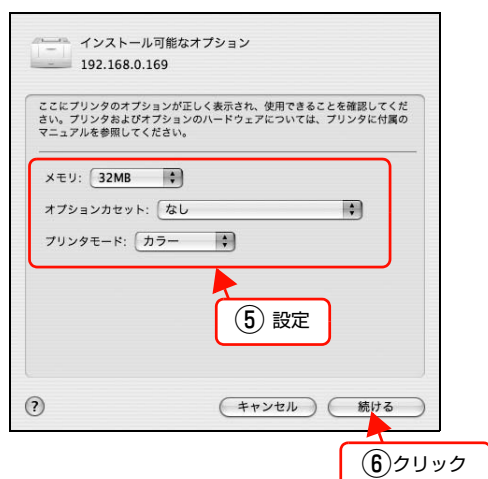 インストール可能なオプション
192.168.0.169
ここにプリンタのオプションが正しく表示され、使用できることを確認してくだ
さい。プリンタおよびオプションのハードウェアについては、プリンタに付属の
マニュアルを参照してください。
メモリ: 32MB
オプションカセット: なし
プリンタモード: カラー
⑤ 設定
? キャンセル 続ける
⑥クリック